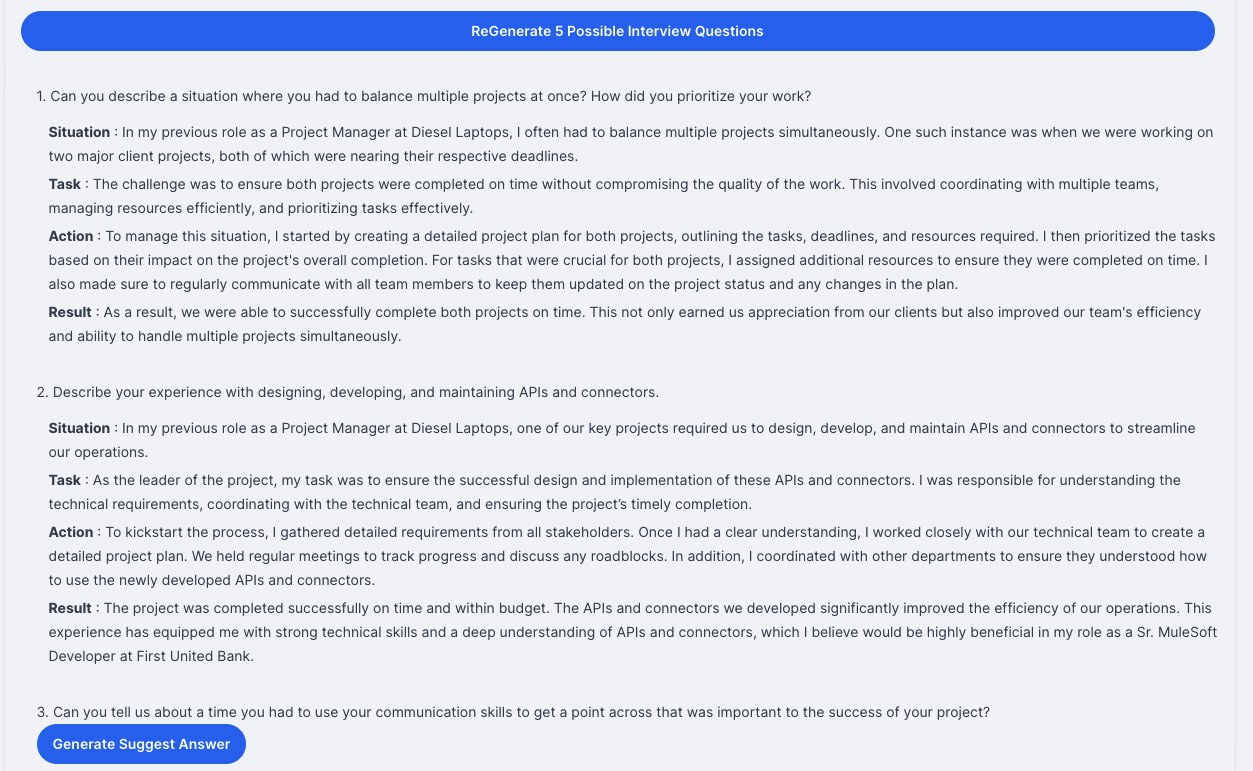 ReGenerate 5 Possible Interview Questions
1. Can you describe a situation where you had to balance multiple projects at once? How did you prioritize your work?
Situation : In my previous role as a Project Manager at Diesel Laptops, I often had to balance multiple projects simultaneously. One such instance was when we were working on
two major client projects, both of which were nearing their respective deadlines.
Task : The challenge was to ensure both projects were completed on time without compromising the quality of the work. This involved coordinating with multiple teams,
managing resources efficiently, and prioritizing tasks effectively.
Action : To manage this situation, I started by creating a detailed project plan for both projects, outlining the tasks, deadlines, and resources required. I then prioritized the tasks
based on their impact on the project's overall completion. For tasks that were crucial for both projects, I assigned additional resources to ensure they were completed on time. I
also made sure to regularly communicate with all team members to keep them updated on the project status and any changes in the plan.
Result : As a result, we were able to successfully complete both projects on time. This not only earned us appreciation from our clients but also improved our team's efficiency
and ability to handle multiple projects simultaneously.
2. Describe your experience with designing, developing, and maintaining APIs and connectors.
Situation : In my previous role as a Project Manager at Diesel Laptops, one of our key projects required us to design, develop, and maintain APIs and connectors to streamline
our operations.
Task : As the leader of the project, my task was to ensure the successful design and implementation of these APIs and connectors. I was responsible for understanding the
technical requirements, coordinating with the technical team, and ensuring the project’s timely completion.
Action : To kickstart the process, I gathered detailed requirements from all stakeholders. Once I had a clear understanding, I worked closely with our technical team to create a
detailed project plan. We held regular meetings to track progress and discuss any roadblocks. In addition, I coordinated with other departments to ensure they understood how
to use the newly developed APIs and connectors.
Result : The project was completed successfully on time and within budget. The APIs and connectors we developed significantly improved the efficiency of our operations. This
experience has equipped me with strong technical skills and a deep understanding of APIs and connectors, which I believe would be highly beneficial in my role as a Sr. MuleSoft
Developer at First United Bank.
3. Can you tell us about a time you had to use your communication skills to get a point across that was important to the success of your project?
Generate Suggest Answer